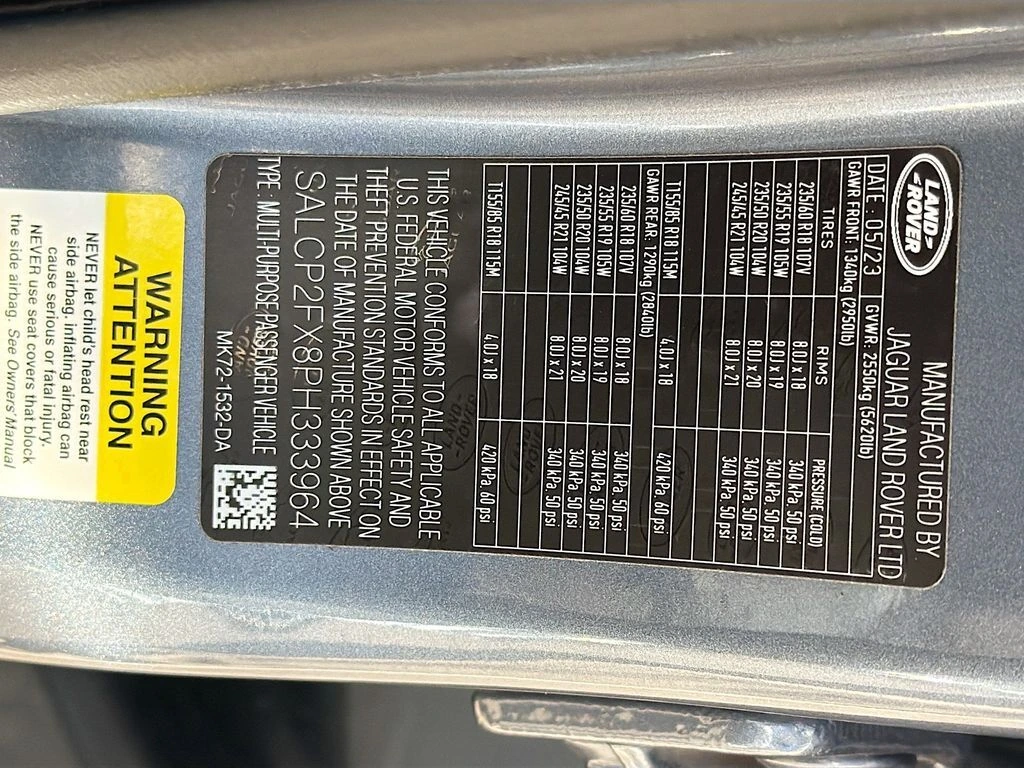 LAND-
-ROVER
MANUFACTURED BY
JAGUAR LAND ROVER LTD
DATE : 05/23 GVWR: 2550kg (5620lb)
GAWR FRONT: 1340kg (2950lb)
TIRES RIMS PRESSURE (COLD)
235/60 R18 107V 8.0J x 18 340 kPa, 50 psi
235/55 R19 105W 8.0J x 19 340 kPa, 50 psi
235/50 R20 104W 8.0J x 20 340 kPa, 50 psi
245/45 R21 104W 8.0J x 21 340 kPa, 50 psi
T155/85 R18 115M 4.0J x 18 420 kPa, 60 psi
GAWR REAR: 1290kg (2840lb)
235/60 R18 107V 8.0J x 18 340 kPa, 50 psi
235/55 R19 105W 8.0J x 19 340 kPa, 50 psi
235/50 R20 104W 8.0J x 20 340 kPa, 50 psi
245/45 R21 104W 8.0J x 21 340 kPa, 50 psi
T155/85 R18 115M 4.0J x 18 420 kPa, 60 psi
THIS VEHICLE CONFORMS TO ALL APPLICABLE
U.S. FEDERAL MOTOR VEHICLE SAFETY AND
THEFT PREVENTION STANDARDS IN EFFECT ON
THE DATE OF MANUFACTURE SHOWN ABOVE
SALCP2FX8PH333964
TYPE MULTI-PURPOSE PASSENGER VEHICLE
MK72-1532-DA
WARNING
ATTENTION
NEVER let child's head rest near
side airbag, inflating airbag can
cause serious or fatal injury.
NEVER use seat covers that block
the side airbag. See Owners' Manual